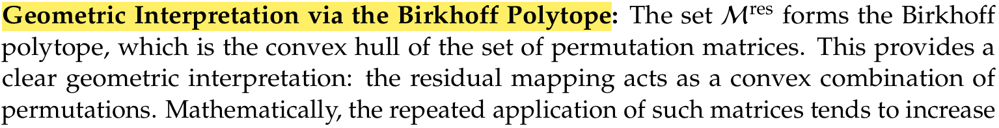 Geometric Interpretation via the Birkhoff Polytope: The set 𝓜ʳᵉˢ forms the Birkhoff
polytope, which is the convex hull of the set of permutation matrices. This provides a
clear geometric interpretation: the residual mapping acts as a convex combination of
permutations. Mathematically, the repeated application of such matrices tends to increase